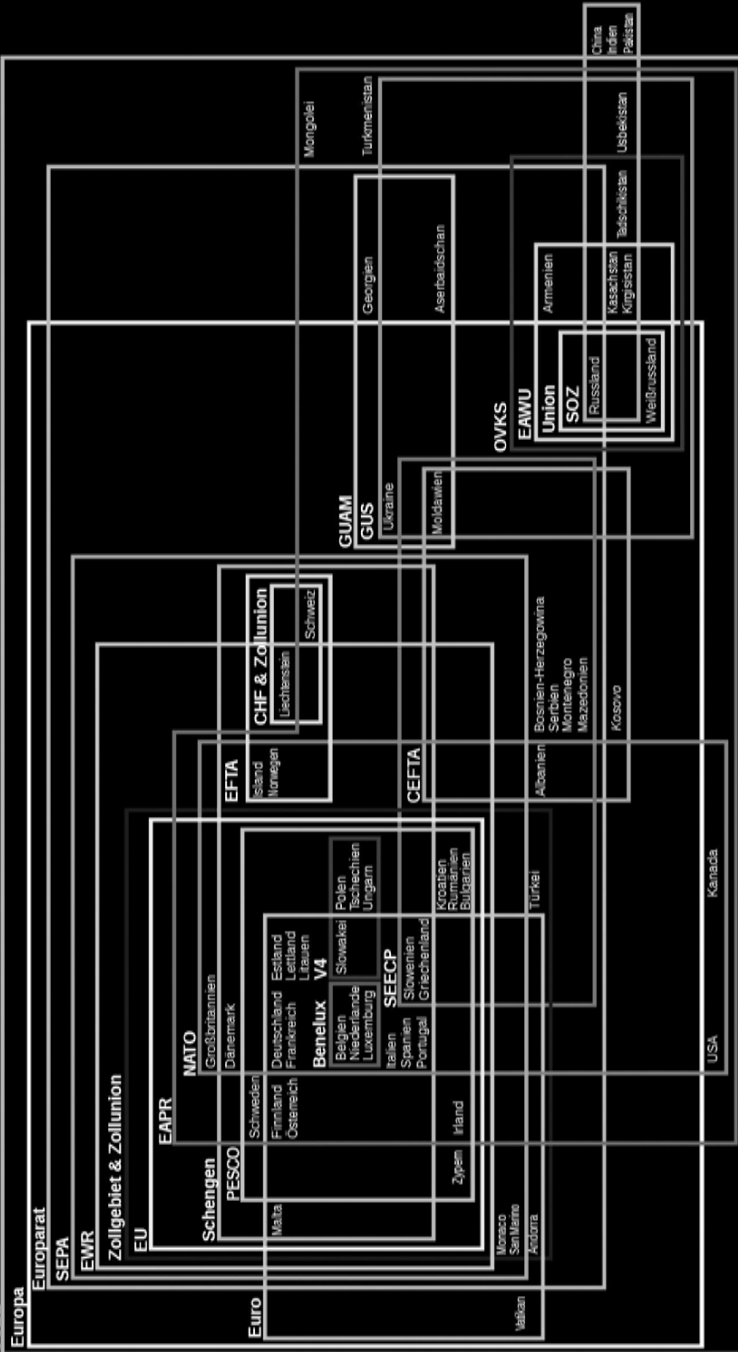 Europa
Europarat
SEPA
EWR
Zollgebiet & Zollunion
EU
EAPR
NATO
Schengen
PESCO
Euro
EFTA
CHF & Zollunion
Liechtenstein
Schweiz
Island
Norwegen
Großbritannien
Dänemark
Schweden
Finnland
Österreich
Deutschland
Frankreich
Estland
Lettland
Litauen
Malta
Benelux
Belgien
Niederlande
Luxemburg
V4
Slowakei
Polen
Tschechien
Ungarn
SEECP
Slowenien
Griechenland
Italien
Spanien
Portugal
Zypern
Irland
Kroatien
Rumänien
Bulgarien
Monaco
San Marino
Andorra
Vatikan
Türkei
CEFTA
Albanien
Bosnien-Herzegowina
Serbien
Montenegro
Mazedonien
Kosovo
USA
Kanada
GUAM
GUS
Ukraine
Moldawien
Georgien
Aserbaidschan
Mongolei
Turkmenistan
OVKS
EAWU
Union
SOZ
Russland
Weißrussland
Armenien
Kasachstan
Kirgisistan
Tadschikistan
Usbekistan
China
Indien
Pakistan